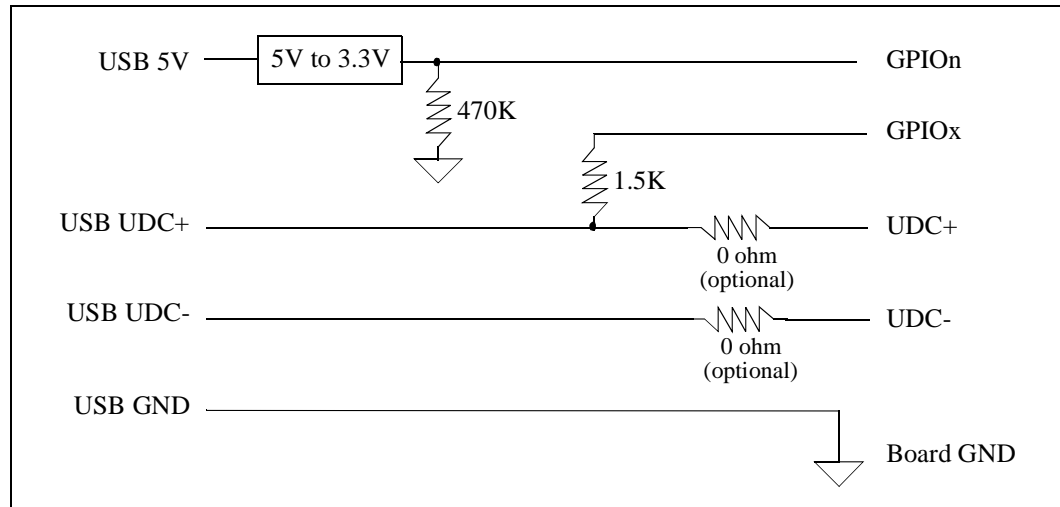 USB 5V
5V to 3.3V
GPIOn
470K
GPIOx
1.5K
USB UDC+
UDC+
0 ohm
(optional)
USB UDC-
UDC-
0 ohm
(optional)
USB GND
Board GND